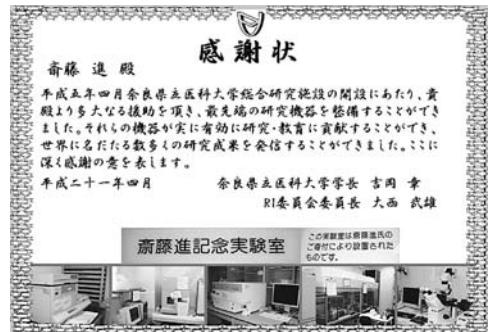 感謝状
斎藤 進 殿
平成五年四月奈良県立医科大学総合研究施設の開設にあたり、貴
殿より多大なる援助を頂き、最先端の研究機器を整備することができ
ました。それらの機器が実に有効に研究・教育に貢献することができ、
世界に名だたる数多くの研究成果を発信することができました。ここに
深く感謝の意を表します。
平成二十一年四月 奈良県立医科大学学長 吉岡 章
RI委員会委員長 大西 武雄
斎藤進記念実験室
この実験室は斎藤進氏の
ご寄付により設置された
ものです。